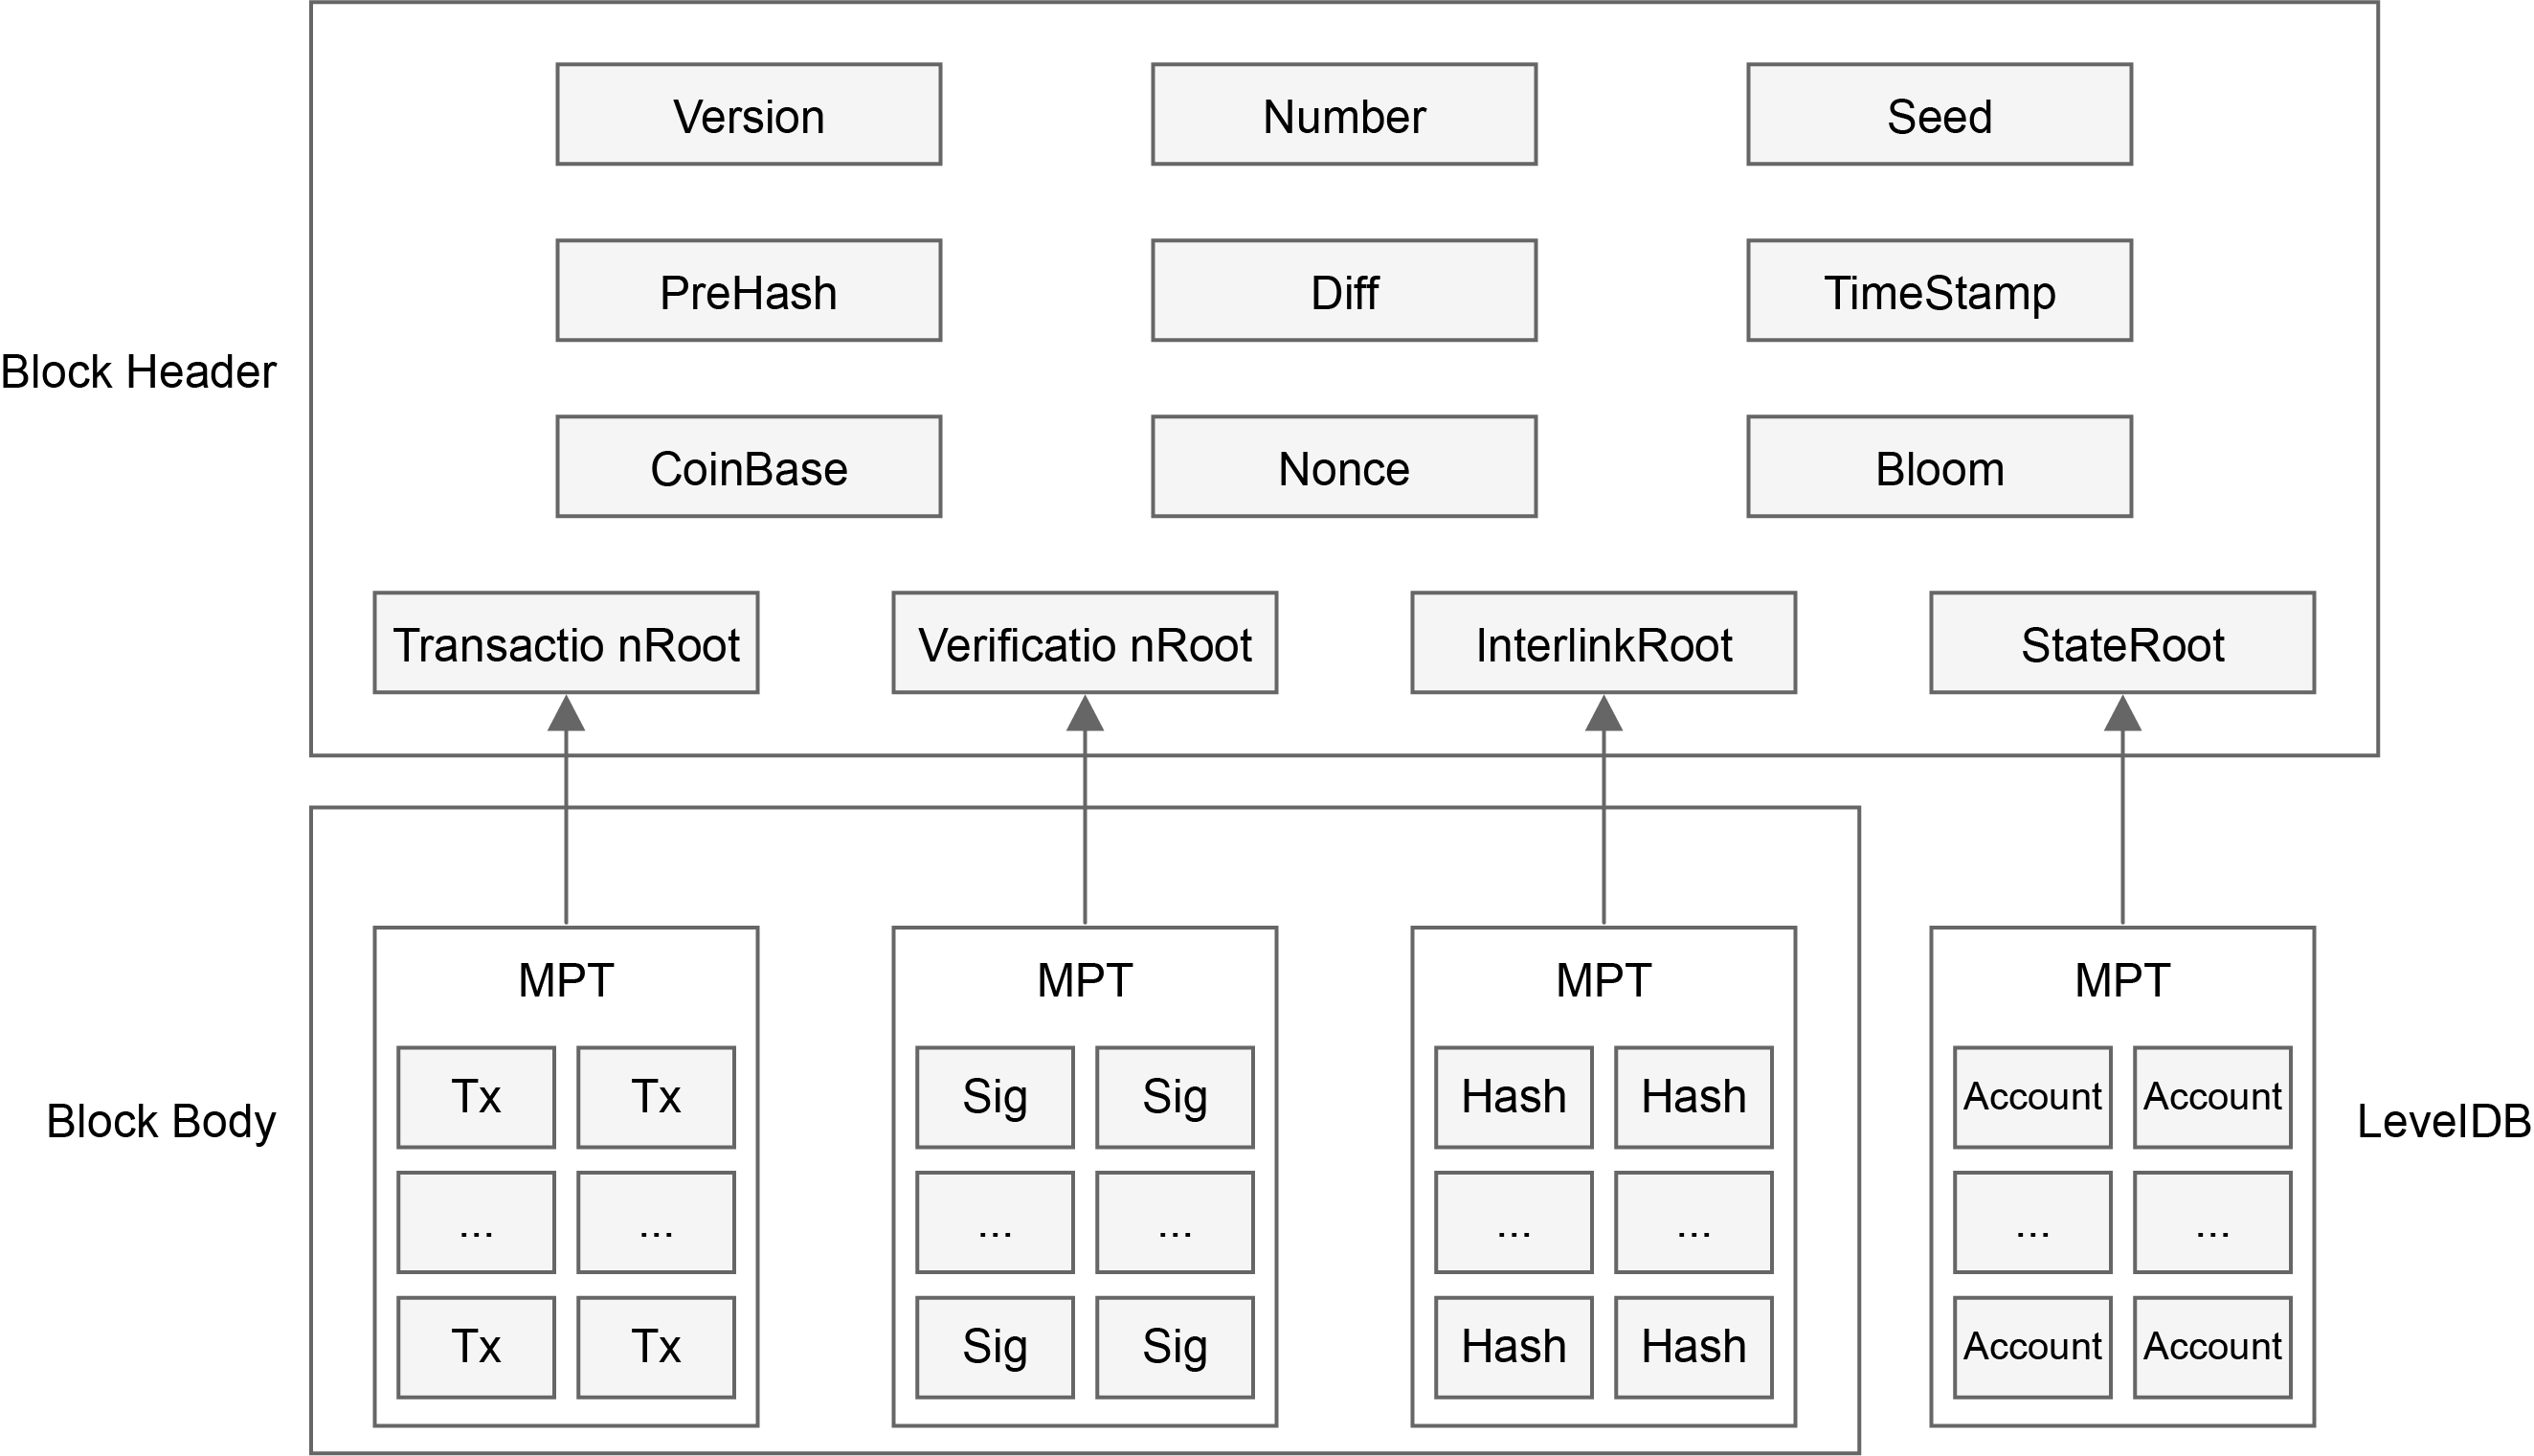 Version
Number
Seed
PreHash
Diff
TimeStamp
Block Header
CoinBase
Nonce
Bloom
Transactio nRoot
Verificatio nRoot
InterlinkRoot
StateRoot
MPT
MPT
MPT
MPT
Tx
Tx
Sig
Sig
Hash
Hash
Account
Account
Block Body
LevelDB
...
...
...
...
...
...
...
...
Tx
Tx
Sig
Sig
Hash
Hash
Account
Account